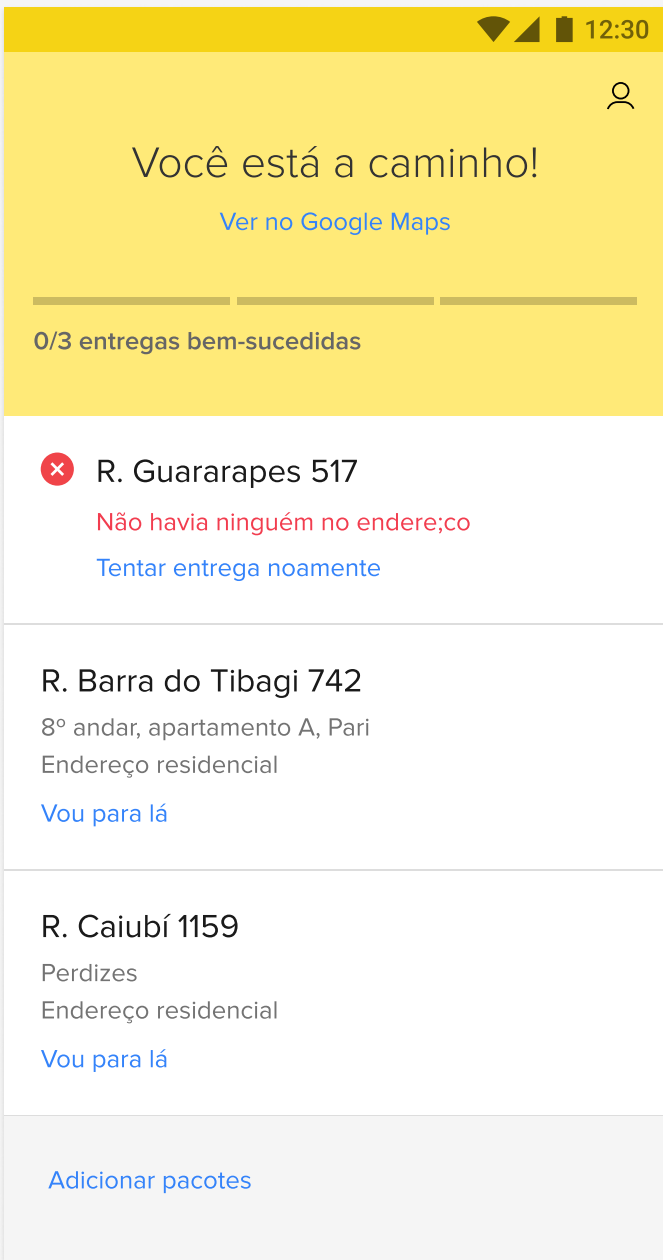 12:30
Você está a caminho!
Ver no Google Maps
0/3 entregas bem-sucedidas
R. Guararapes 517
Não havia ninguém no endere;co
Tentar entrega noamente
R. Barra do Tibagi 742
8º andar, apartamento A, Pari
Endereço residencial
Vou para lá
R. Caiubí 1159
Perdizes
Endereço residencial
Vou para lá
Adicionar pacotes